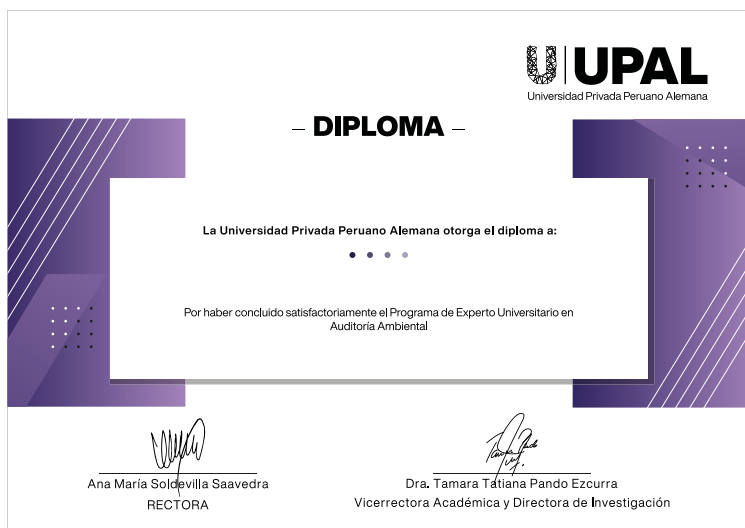 UPAL
Universidad Privada Peruano Alemana
– DIPLOMA –
La Universidad Privada Peruano Alemana otorga el diploma a:
Por haber concluido satisfactoriamente el Programa de Experto Universitario en
Auditoría Ambiental
Ana María Soldevilla Saavedra
RECTORA
Dra. Tamara Tatiana Pando Ezcurra
Vicerrectora Académica y Directora de Investigación